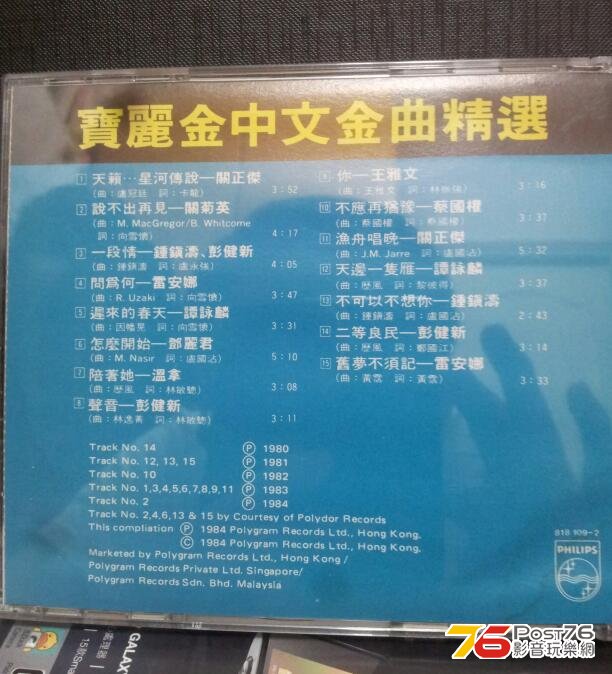 寶麗金中文金曲精選
1 天籟…星河傳說—關正傑
(曲：盧冠廷 詞：卡龍) 3:52
2 說不出再見—關菊英
(曲：M. MacGregor/B. Whitcome
詞：向雪懷) 4:17
3 一段情—鍾鎮濤、彭健新
(曲：鍾鎮濤 詞：盧永強) 4:05
4 問爲何—雷安娜
(曲：R. Uzaki 詞：向雪懷) 3:47
5 遲來的春天—譚詠麟
(曲：因幡晃 詞：向雪懷) 3:31
6 怎麼開始—鄧麗君
(曲：M. Nasir 詞：盧國沾) 5:10
7 陪著她—溫拿
(曲：歷風 詞：林敏驄) 3:08
8 聲音—彭健新
(曲：林逸菁 詞：林敏驄) 3:11
9 你—王雅文
(曲：王雅文 詞：林振強) 3:16
10 不應再猶豫—蔡國權
(曲：蔡國權 詞：蔡國權) 3:37
11 漁舟唱晚—關正傑
(曲：J.M. Jarre 詞：盧國沾) 5:32
12 天邊一隻雁—譚詠麟
(曲：歷風 詞：黎彼得) 3:37
13 不可以不想你—鍾鎮濤
(曲：鍾鎮濤 詞：盧國沾) 2:43
14 二等良民—彭健新
(曲：歷風 詞：鄭國江) 3:14
15 舊夢不須記—雷安娜
(曲：黃霑 詞：黃霑) 3:33
Track No. 14 Ⓟ 1980
Track No. 12, 13, 15 Ⓟ 1981
Track No. 10 Ⓟ 1982
Track No. 1,3,4,5,6,7,8,9,11 Ⓟ 1983
Track No. 2 Ⓟ 1984
Track No. 2,4,6,13 & 15 by Courtesy of Polydor Records
This compliation Ⓟ 1984 Polygram Records Ltd., Hong Kong.
© 1984 Polygram Records Ltd., Hong Kong.
Marketed by Polygram Records Ltd., Hong Kong /
Polygram Records Private Ltd. Singapore/
Polygram Records Sdn. Bhd. Malaysia
818 109-2
PHILIPS
GALAXY
處理器
76 Post76
影音玩樂網